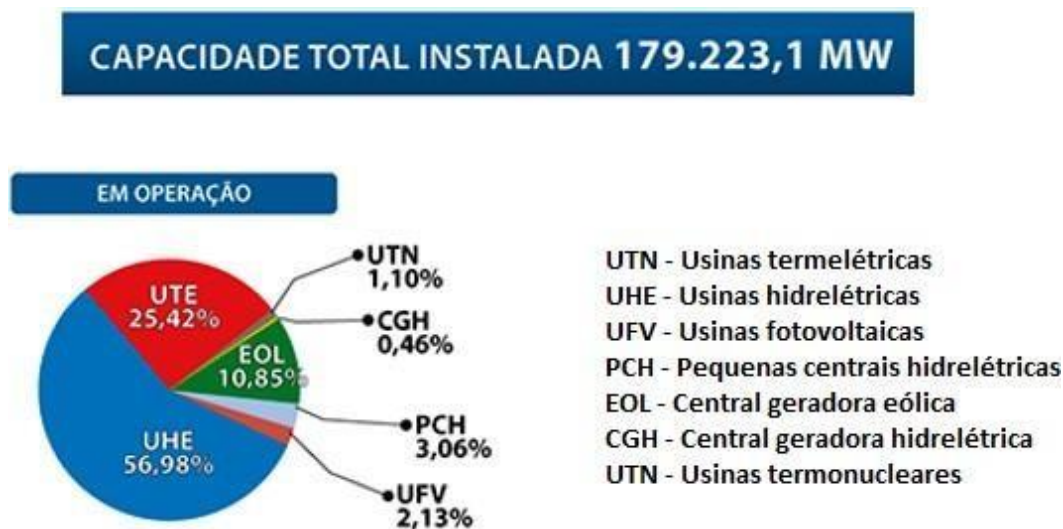 CAPACIDADE TOTAL INSTALADA 179.223,1 MW
EM OPERAÇÃO
UTN
1,10%
UTE
25,42%
CGH
0,46%
EOL
10,85%
PCH
3,06%
UHE
56,98%
UFV
2,13%
UTN - Usinas termelétricas
UHE - Usinas hidrelétricas
UFV - Usinas fotovoltaicas
PCH - Pequenas centrais hidrelétricas
EOL - Central geradora eólica
CGH - Central geradora hidrelétrica
UTN - Usinas termonucleares